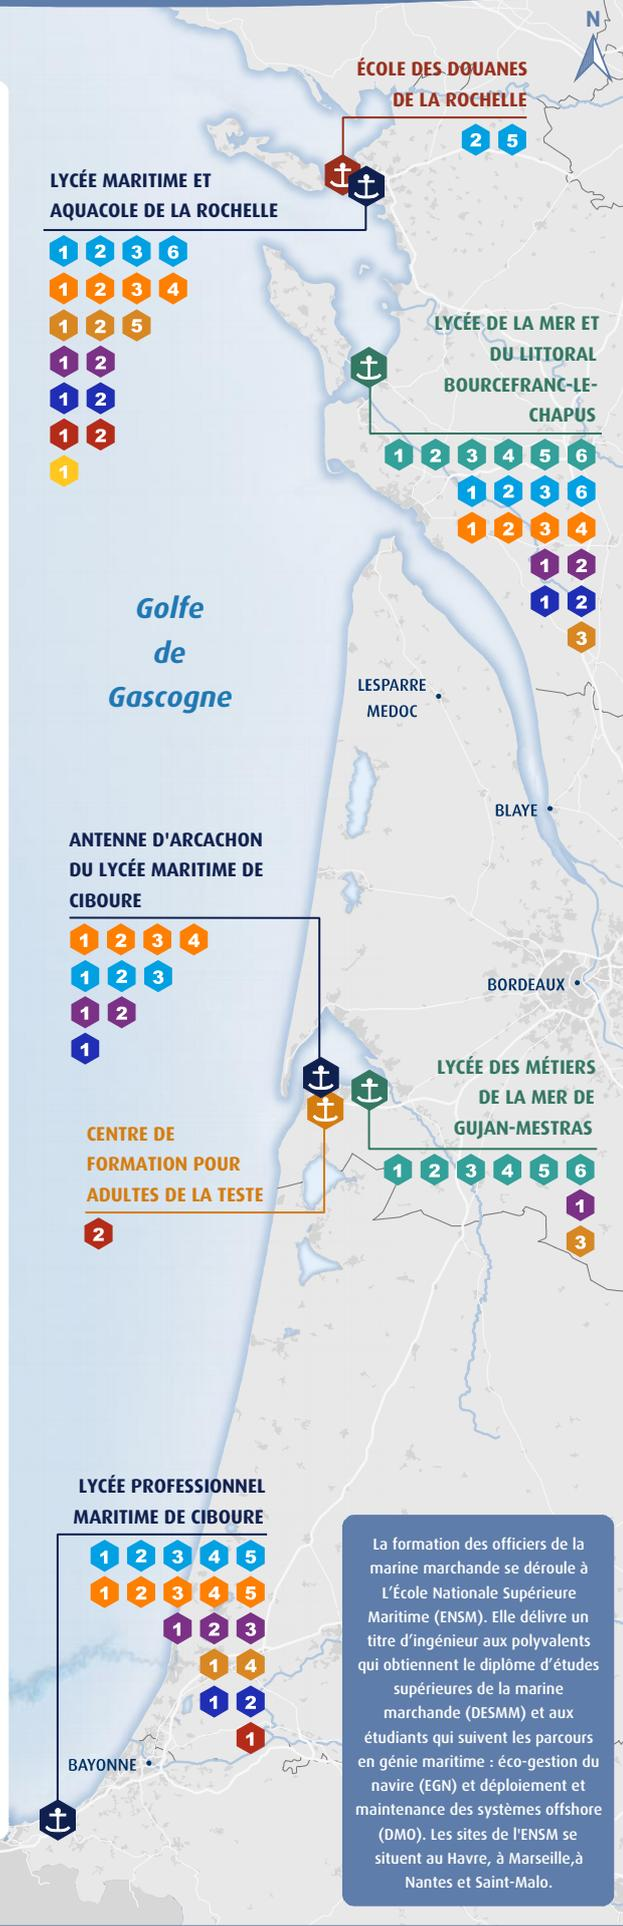 N
ÉCOLE DES DOUANES
DE LA ROCHELLE
2 5
LYCÉE MARITIME ET
AQUACOLE DE LA ROCHELLE
1 2 3 6
1 2 3 4
1 2 5
1 2
1 2
1 2
1
LYCÉE DE LA MER ET
DU LITTORAL
BOURCEFRANC-LE-
CHAPUS
1 2 3 4 5 6
1 2 3 6
1 2 3 4
1 2
1 2
3
Golfe
de
Gascogne
LESPARRE
MEDOC
BLAYE
ANTENNE D'ARCACHON
DU LYCÉE MARITIME DE
CIBOURE
1 2 3 4
1 2 3
1 2
1
BORDEAUX
LYCÉE DES MÉTIERS
DE LA MER DE
GUJAN-MESTRAS
1 2 3 4 5 6
1
3
CENTRE DE
FORMATION POUR
ADULTES DE LA TESTE
2
LYCÉE PROFESSIONNEL
MARITIME DE CIBOURE
1 2 3 4 5
1 2 3 4 5
1 2 3
1 4
1 2
1
BAYONNE
La formation des officiers de la
marine marchande se déroule à
L'École Nationale Supérieure
Maritime (ENSM). Elle délivre un
titre d'ingénieur aux polyvalents
qui obtiennent le diplôme d'études
supérieures de la marine
marchande (DESMM) et aux
étudiants qui suivent les parcours
en génie maritime : éco-gestion du
navire (EGN) et déploiement et
maintenance des systèmes offshore
(DMO). Les sites de l'ENSM se
situent au Havre, à Marseille,à
Nantes et Saint-Malo.